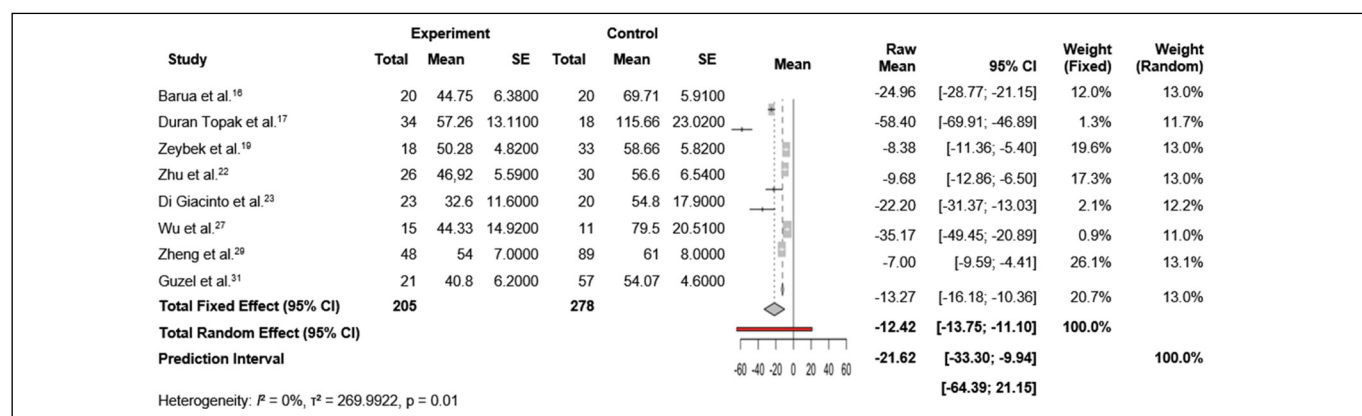 Experiment Control
Study Total Mean SE Total Mean SE Mean Raw Mean 95% CI Weight (Fixed) Weight (Random)
Barua et al.¹⁶ 20 44.75 6.3800 20 69.71 5.9100 -24.96 [-28.77; -21.15] 12.0% 13.0%
Duran Topak et al.¹⁷ 34 57.26 13.1100 18 115.66 23.0200 -58.40 [-69.91; -46.89] 1.3% 11.7%
Zeybek et al.¹⁹ 18 50.28 4.8200 33 58.66 5.8200 -8.38 [-11.36; -5.40] 19.6% 13.0%
Zhu et al.²² 26 46,92 5.5900 30 56.6 6.5400 -9.68 [-12.86; -6.50] 17.3% 13.0%
Di Giacinto et al.²³ 23 32.6 11.6000 20 54.8 17.9000 -22.20 [-31.37; -13.03] 2.1% 12.2%
Wu et al.²⁷ 15 44.33 14.9200 11 79.5 20.5100 -35.17 [-49.45; -20.89] 0.9% 11.0%
Zheng et al.²⁹ 48 54 7.0000 89 61 8.0000 -7.00 [-9.59; -4.41] 26.1% 13.1%
Guzel et al.³¹ 21 40.8 6.2000 57 54.07 4.6000 -13.27 [-16.18; -10.36] 20.7% 13.0%
Total Fixed Effect (95% CI) 205 278 -12.42 [-13.75; -11.10] 100.0%
Total Random Effect (95% CI) -21.62 [-33.30; -9.94] 100.0%
Prediction Interval [-64.39; 21.15]
-60 -40 -20 0 20 40 60
Heterogeneity: I² = 0%, τ² = 269.9922, p = 0.01